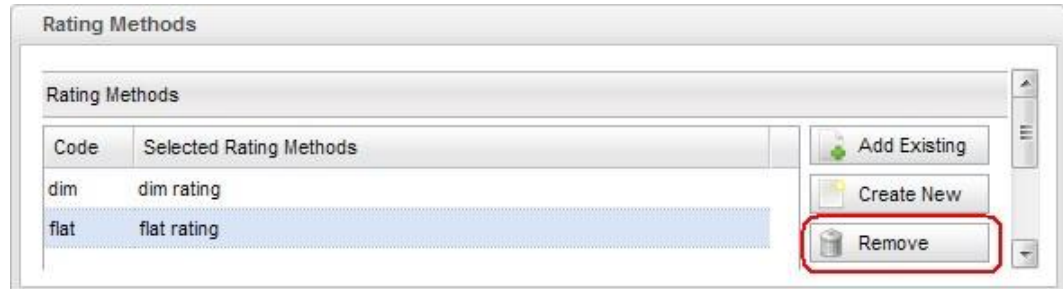 Rating Methods
Rating Methods
Code Selected Rating Methods
dim dim rating
flat flat rating
Add Existing
Create New
Remove